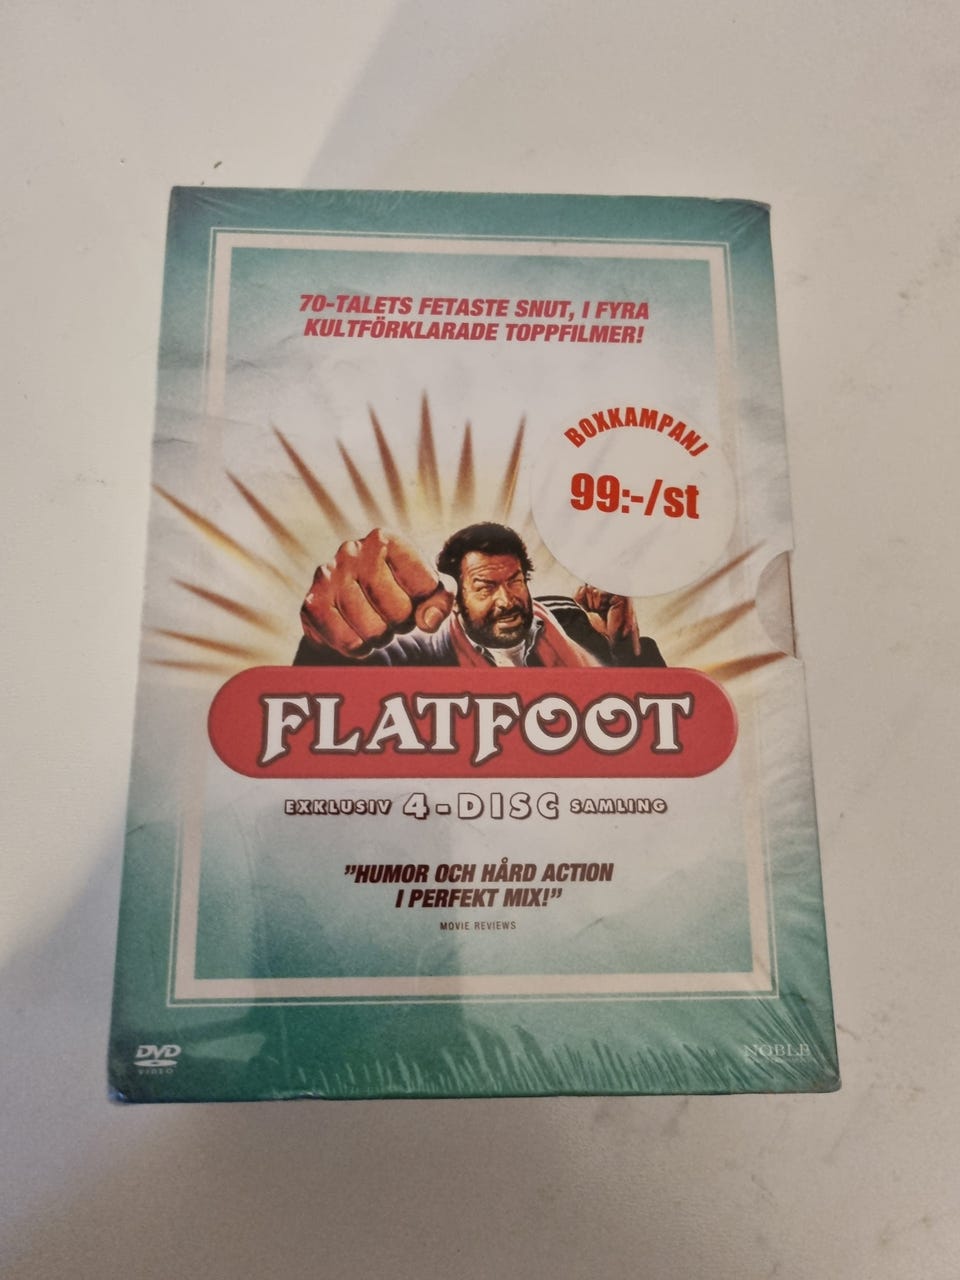 70-TALETS FETASTE SNUT, I FYRA
KULTFÖRKLARADE TOPPFILMER!
BOXKAMPANJ
99:-/st
FLATFOOT
EXKLUSIV 4-DISC SAMLING
"HUMOR OCH HÅRD ACTION
I PERFEKT MIX!"
MOVIE REVIEWS
DVD
VIDEO
NOBLE